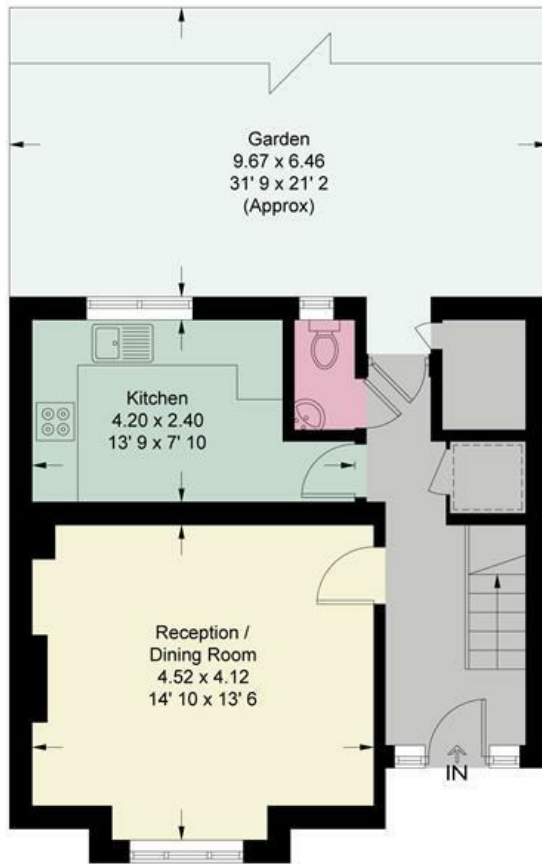 Garden
9.67 x 6.46
31' 9 x 21' 2
(Approx)
Kitchen
4.20 x 2.40
13' 9 x 7' 10
Reception /
Dining Room
4.52 x 4.12
14' 10 x 13' 6
IN